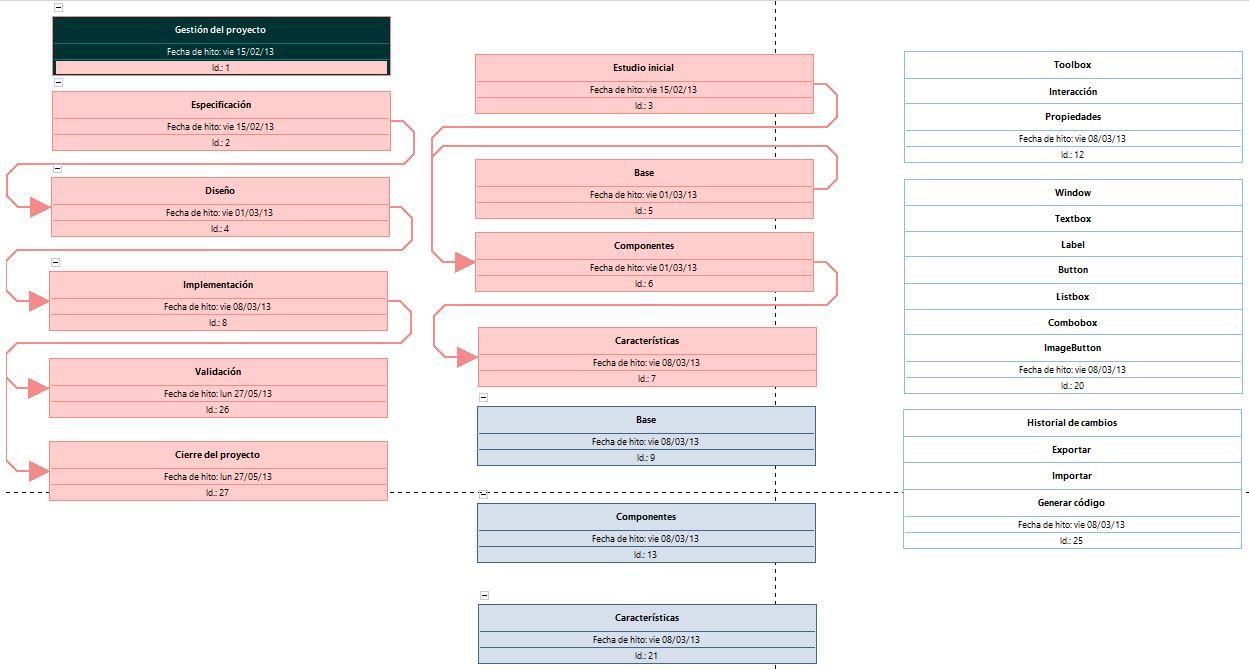 Gestión del proyecto
Fecha de hito: vie 15/02/13
Id.: 1
Especificación
Fecha de hito: vie 15/02/13
Id.: 2
Diseño
Fecha de hito: vie 01/03/13
Id.: 4
Implementación
Fecha de hito: vie 08/03/13
Id.: 8
Validación
Fecha de hito: lun 27/05/13
Id.: 26
Cierre del proyecto
Fecha de hito: lun 27/05/13
Id.: 27
Estudio inicial
Fecha de hito: vie 15/02/13
Id.: 3
Base
Fecha de hito: vie 01/03/13
Id.: 5
Componentes
Fecha de hito: vie 01/03/13
Id.: 6
Características
Fecha de hito: vie 08/03/13
Id.: 7
Base
Fecha de hito: vie 08/03/13
Id.: 9
Componentes
Fecha de hito: vie 08/03/13
Id.: 13
Características
Fecha de hito: vie 08/03/13
Id.: 21
Toolbox
Interacción
Propiedades
Fecha de hito: vie 08/03/13
Id.: 12
Window
Textbox
Label
Button
Listbox
Combobox
ImageButton
Fecha de hito: vie 08/03/13
Id.: 20
Historial de cambios
Exportar
Importar
Generar código
Fecha de hito: vie 08/03/13
Id.: 25